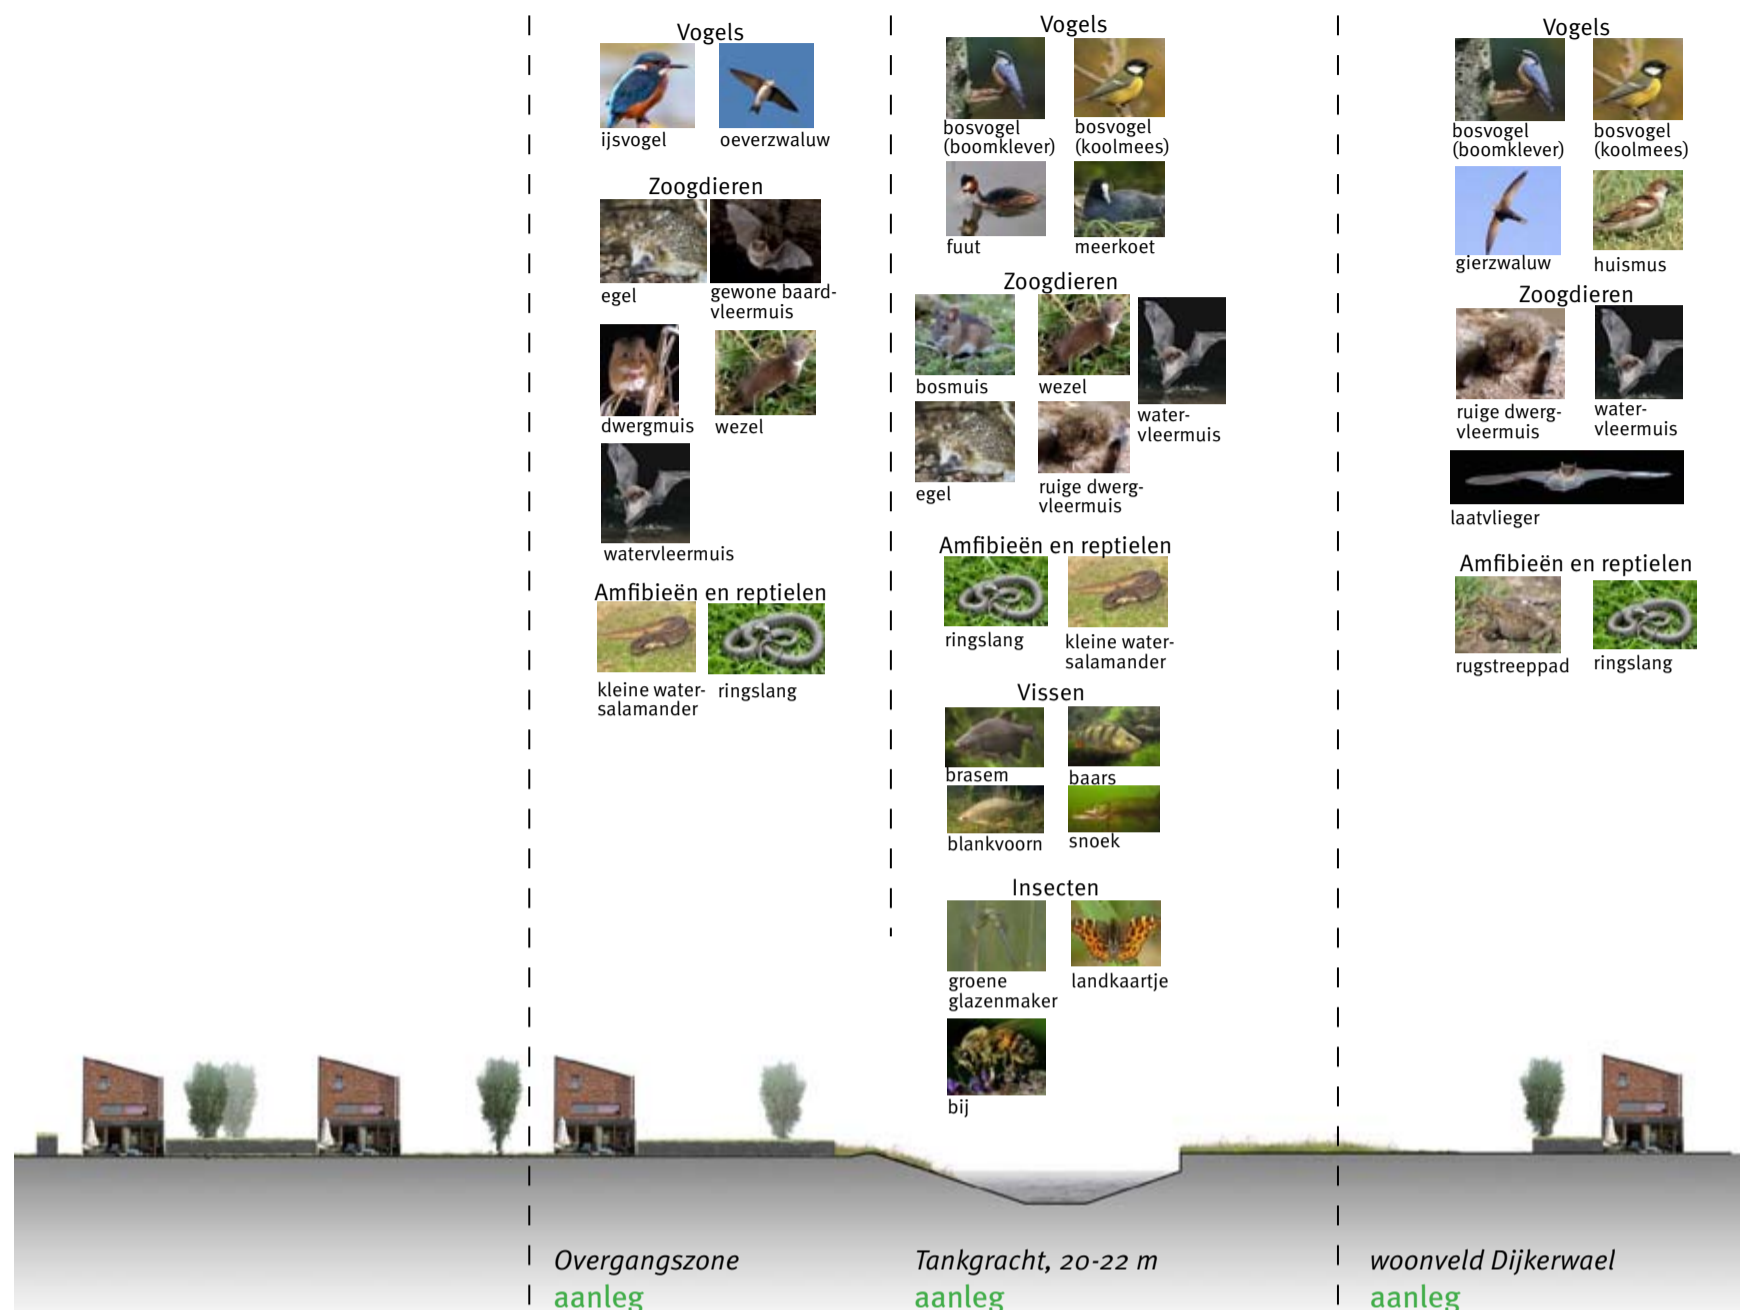 Vogels
ijsvogel
oeverzwaluw
Zoogdieren
egel
gewone baard-
vleermuis
dwergmuis
wezel
watervleermuis
Amfibieën en reptielen
kleine water-
salamander
ringslang
Overgangszone
aanleg
Vogels
bosvogel
(boomklever)
bosvogel
(koolmees)
fuut
meerkoet
Zoogdieren
bosmuis
wezel
water-
vleermuis
egel
ruige dwerg-
vleermuis
Amfibieën en reptielen
ringslang
kleine water-
salamander
Vissen
brasem
baars
blankvoorn
snoek
Insecten
groene
glazenmaker
landkaartje
bij
Tankgracht, 20-22 m
aanleg
Vogels
bosvogel
(boomklever)
bosvogel
(koolmees)
gierzwaluw
huismus
Zoogdieren
ruige dwerg-
vleermuis
water-
vleermuis
laatvlieger
Amfibieën en reptielen
rugstreeppad
ringslang
woonveld Dijkerwael
aanleg